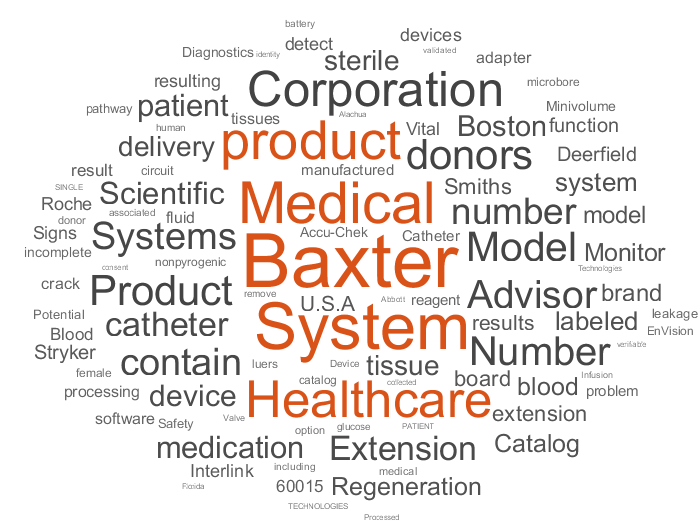 battery
Diagnostics identity detect devices
validated
sterile adapter
resulting Corporation microbore
pathway patient tissues Alachua Minivolume
human product Vital Boston function
delivery donors Deerfield
result circuit manufactured
SINGLE Scientific Medical Smiths system
Roche associated number model
donor fluid
Signs Systems Accu-Chek Catheter Model Monitor
incomplete nonpyrogenic Baxter
consent Technologies
crack Product remove U.S.A Abbott reagent Advisor brand
Potential catheter System results labeled leakage
Blood EnVision
Stryker contain luers Device tissue Number verifiable
female catalog collected board blood Infusion
processing device Healthcare problem
software Safety Valve extension
option glucose PATIENT
medication Extension Catalog
Interlink including medical
Florida 60015 Regeneration
TECHNOLOGIES
Processed